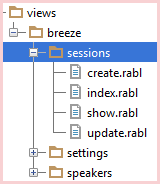 views
breeze
sessions
create.rabl
index.rabl
show.rabl
update.rabl
settings
speakers